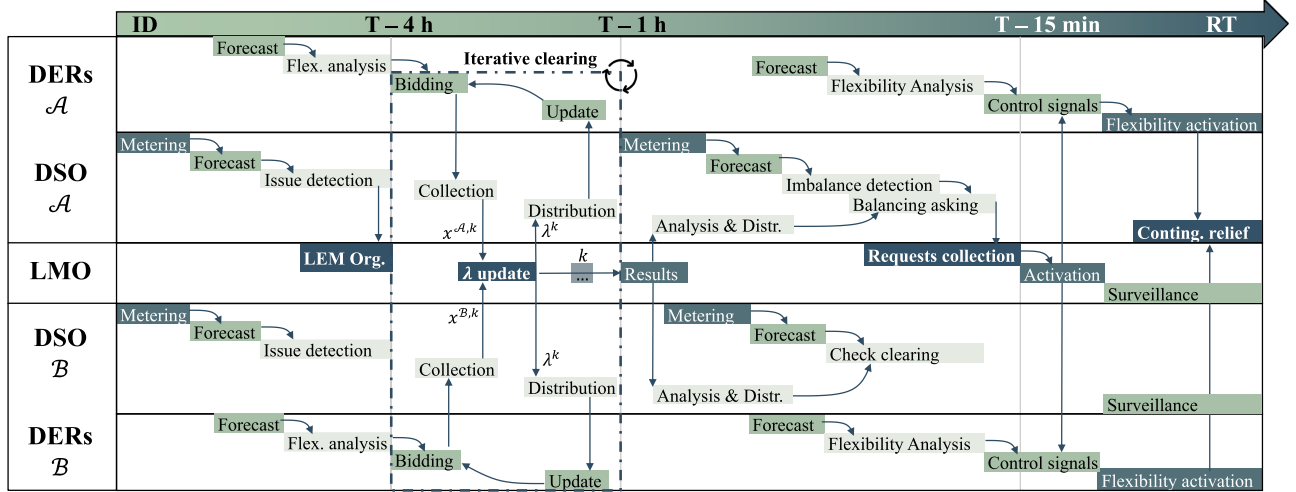 ID
T – 4 h
T – 1 h
T – 15 min
RT
DERs
𝒜
Forecast
Flex. analysis
Iterative clearing
Bidding
Update
Forecast
Flexibility Analysis
Control signals
Flexibility activation
DSO
𝒜
Metering
Forecast
Issue detection
Collection
Distribution
x^{𝒜,k}
λ^k
Metering
Forecast
Imbalance detection
Balancing asking
Analysis & Distr.
Conting. relief
LMO
LEM Org.
λ update
k
...
Results
Requests collection
Activation
Surveillance
DSO
ℬ
Metering
Forecast
Issue detection
x^{ℬ,k}
λ^k
Collection
Distribution
Metering
Forecast
Check clearing
Analysis & Distr.
Surveillance
DERs
ℬ
Forecast
Flex. analysis
Bidding
Update
Forecast
Flexibility Analysis
Control signals
Flexibility activation